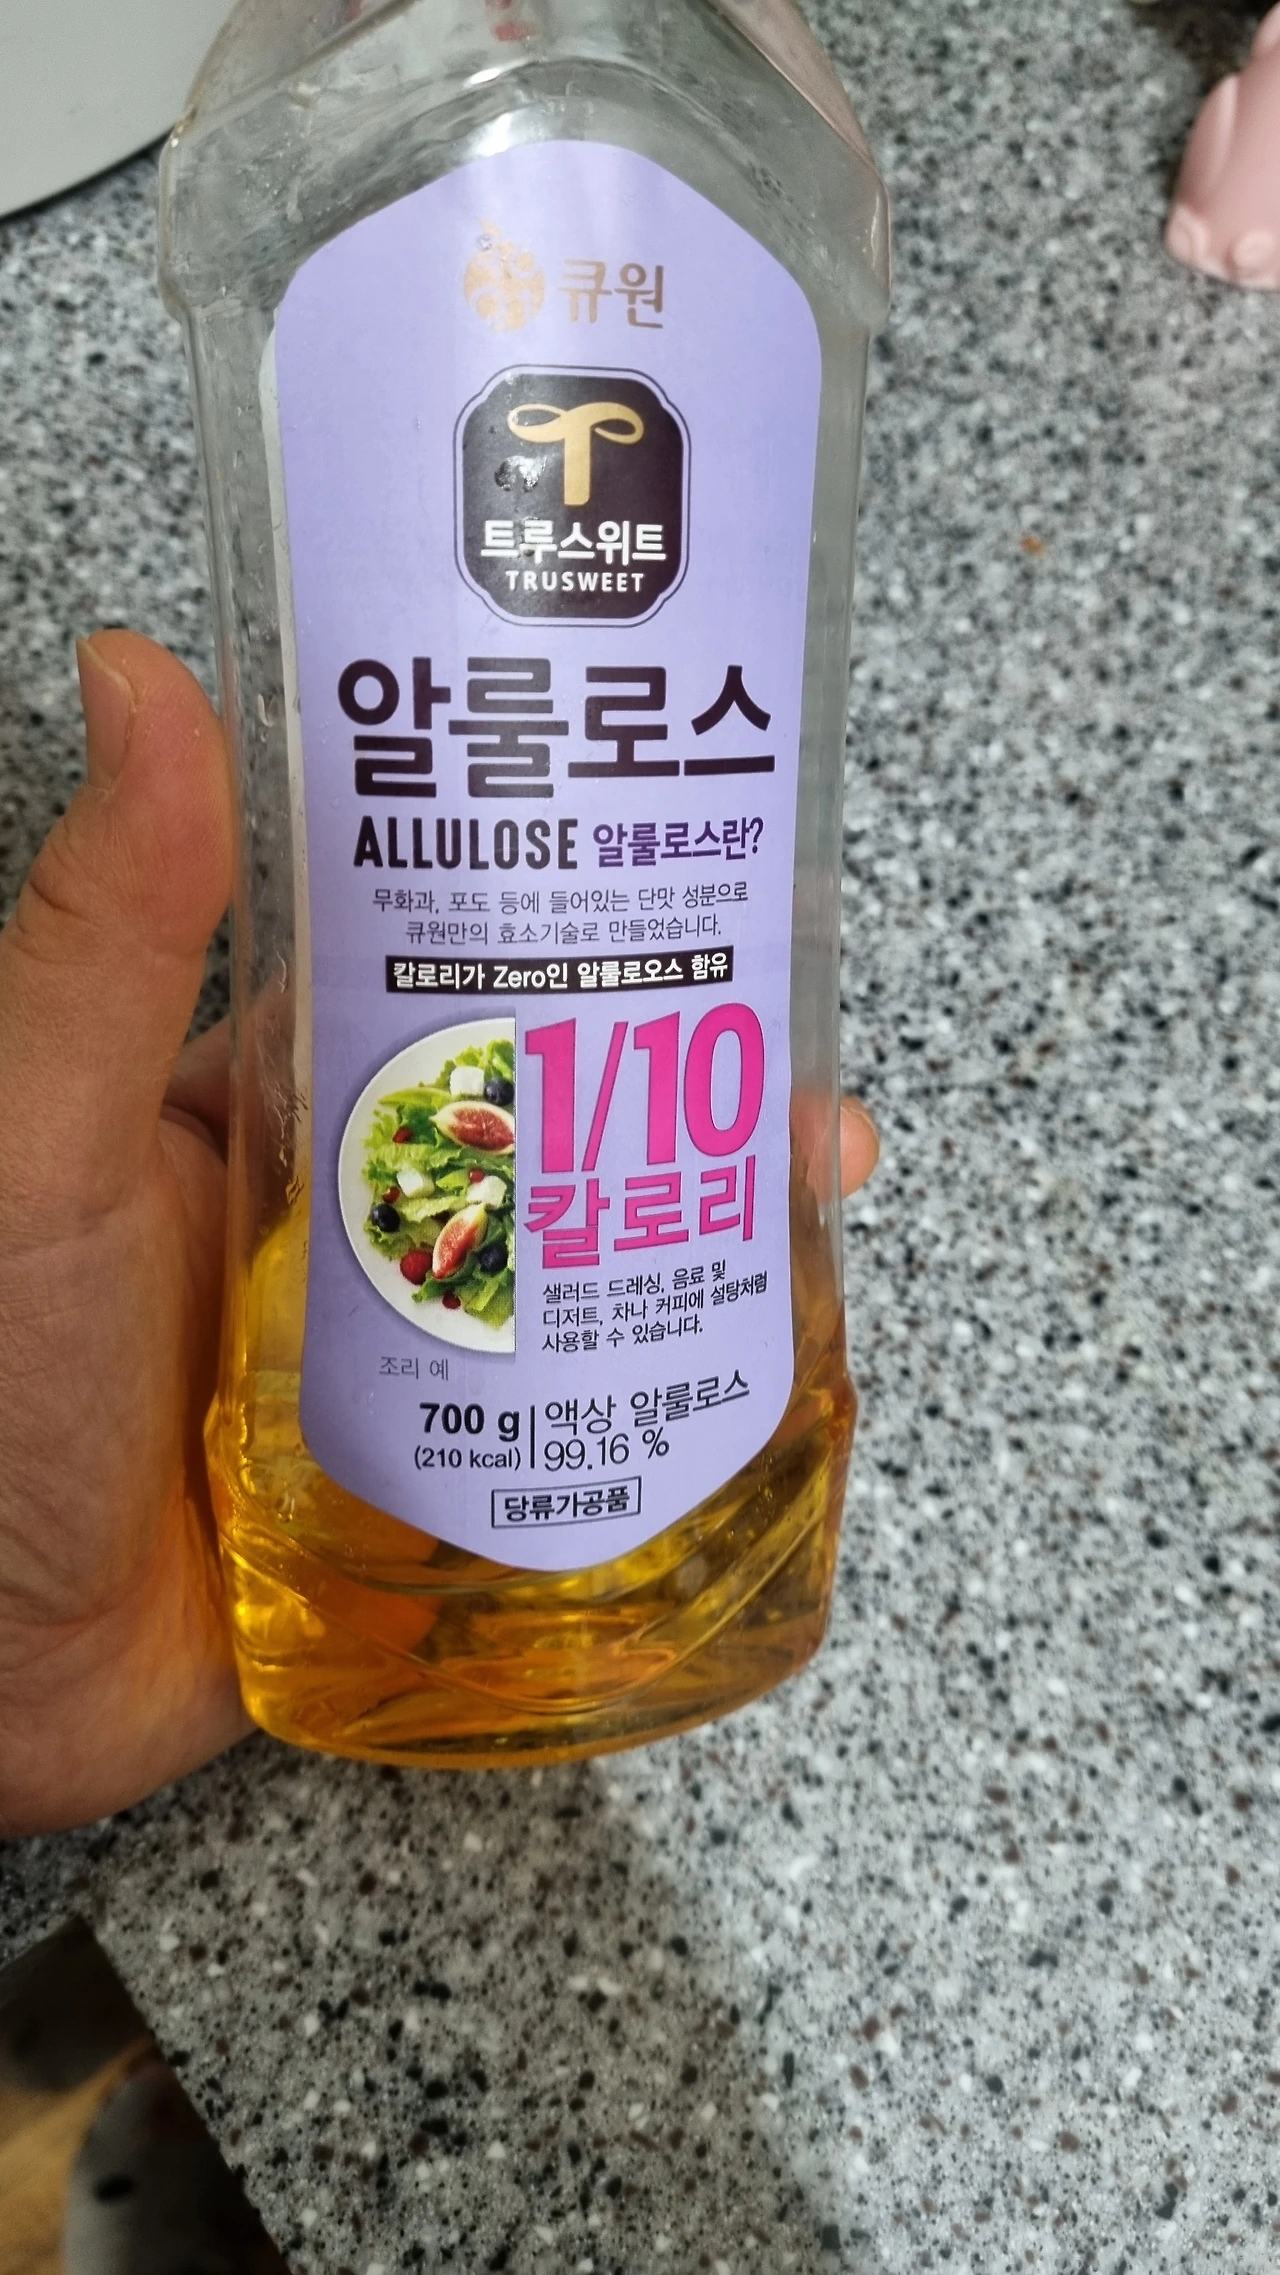 큐원
트루스위트
TRUSWEET
알룰로스
ALLULOSE 알룰로스란?
무화과, 포도 등에 들어있는 단맛 성분으로
큐원만의 효소기술로 만들었습니다.
칼로리가 Zero인 알룰로오스 함유
1/10
칼로리
샐러드 드레싱, 음료 및
디저트, 차나 커피에 설탕처럼
사용할 수 있습니다.
조리 예
700 g 액상 알룰로스
(210 kcal) 99.16 %
당류가공품